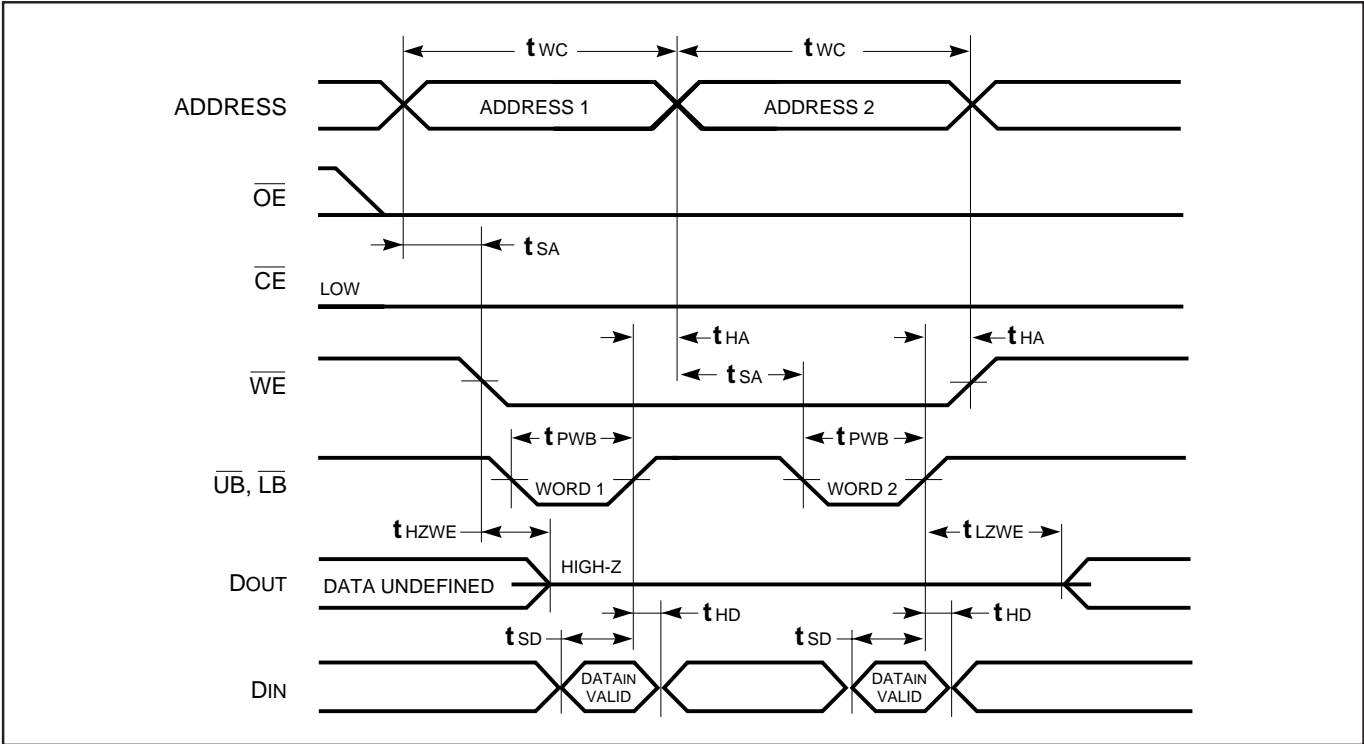 tWC tWC
ADDRESS ADDRESS 1 ADDRESS 2
OE
tSA
CE LOW
tHA tHA
WE tSA
tPWB tPWB
UB, LB WORD 1 WORD 2
tHZWE tLZWE
DOUT DATA UNDEFINED HIGH-Z
tSD tHD tSD tHD
DIN DATAIN VALID DATAIN VALID